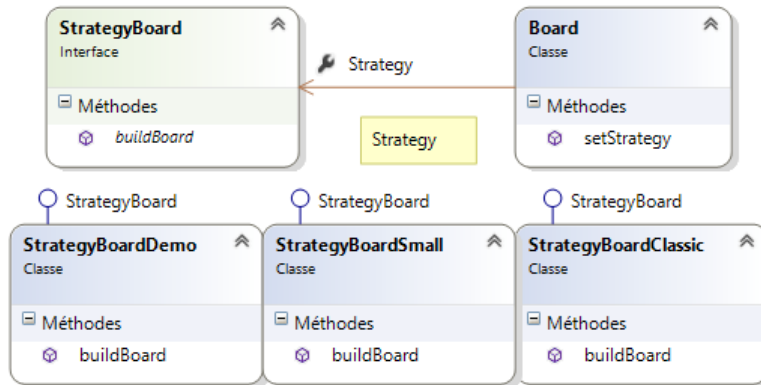 StrategyBoard
Interface
Méthodes
buildBoard
Strategy
Strategy
Board
Classe
Méthodes
setStrategy
StrategyBoard
StrategyBoardDemo
Classe
Méthodes
buildBoard
StrategyBoard
StrategyBoardSmall
Classe
Méthodes
buildBoard
StrategyBoard
StrategyBoardClassic
Classe
Méthodes
buildBoard